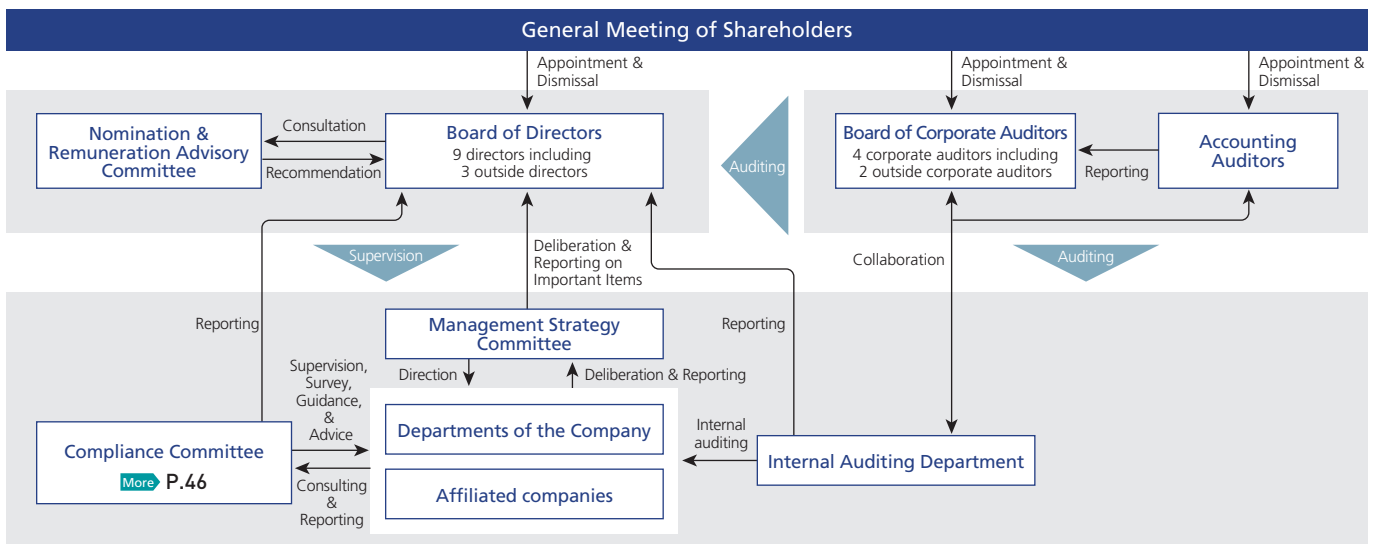 General Meeting of Shareholders
Appointment &
Dismissal
Appointment &
Dismissal
Appointment &
Dismissal
Nomination &
Remuneration Advisory
Committee
Consultation
Recommendation
Board of Directors
9 directors including
3 outside directors
Auditing
Board of Corporate Auditors
4 corporate auditors including
2 outside corporate auditors
Reporting
Accounting
Auditors
Supervision
Deliberation &
Reporting on
Important Items
Collaboration
Auditing
Reporting
Management Strategy
Committee
Reporting
Direction
Deliberation & Reporting
Supervision,
Survey,
Guidance,
&
Advice
Compliance Committee
More P.46
Consulting
&
Reporting
Departments of the Company
Affiliated companies
Internal
auditing
Internal Auditing Department